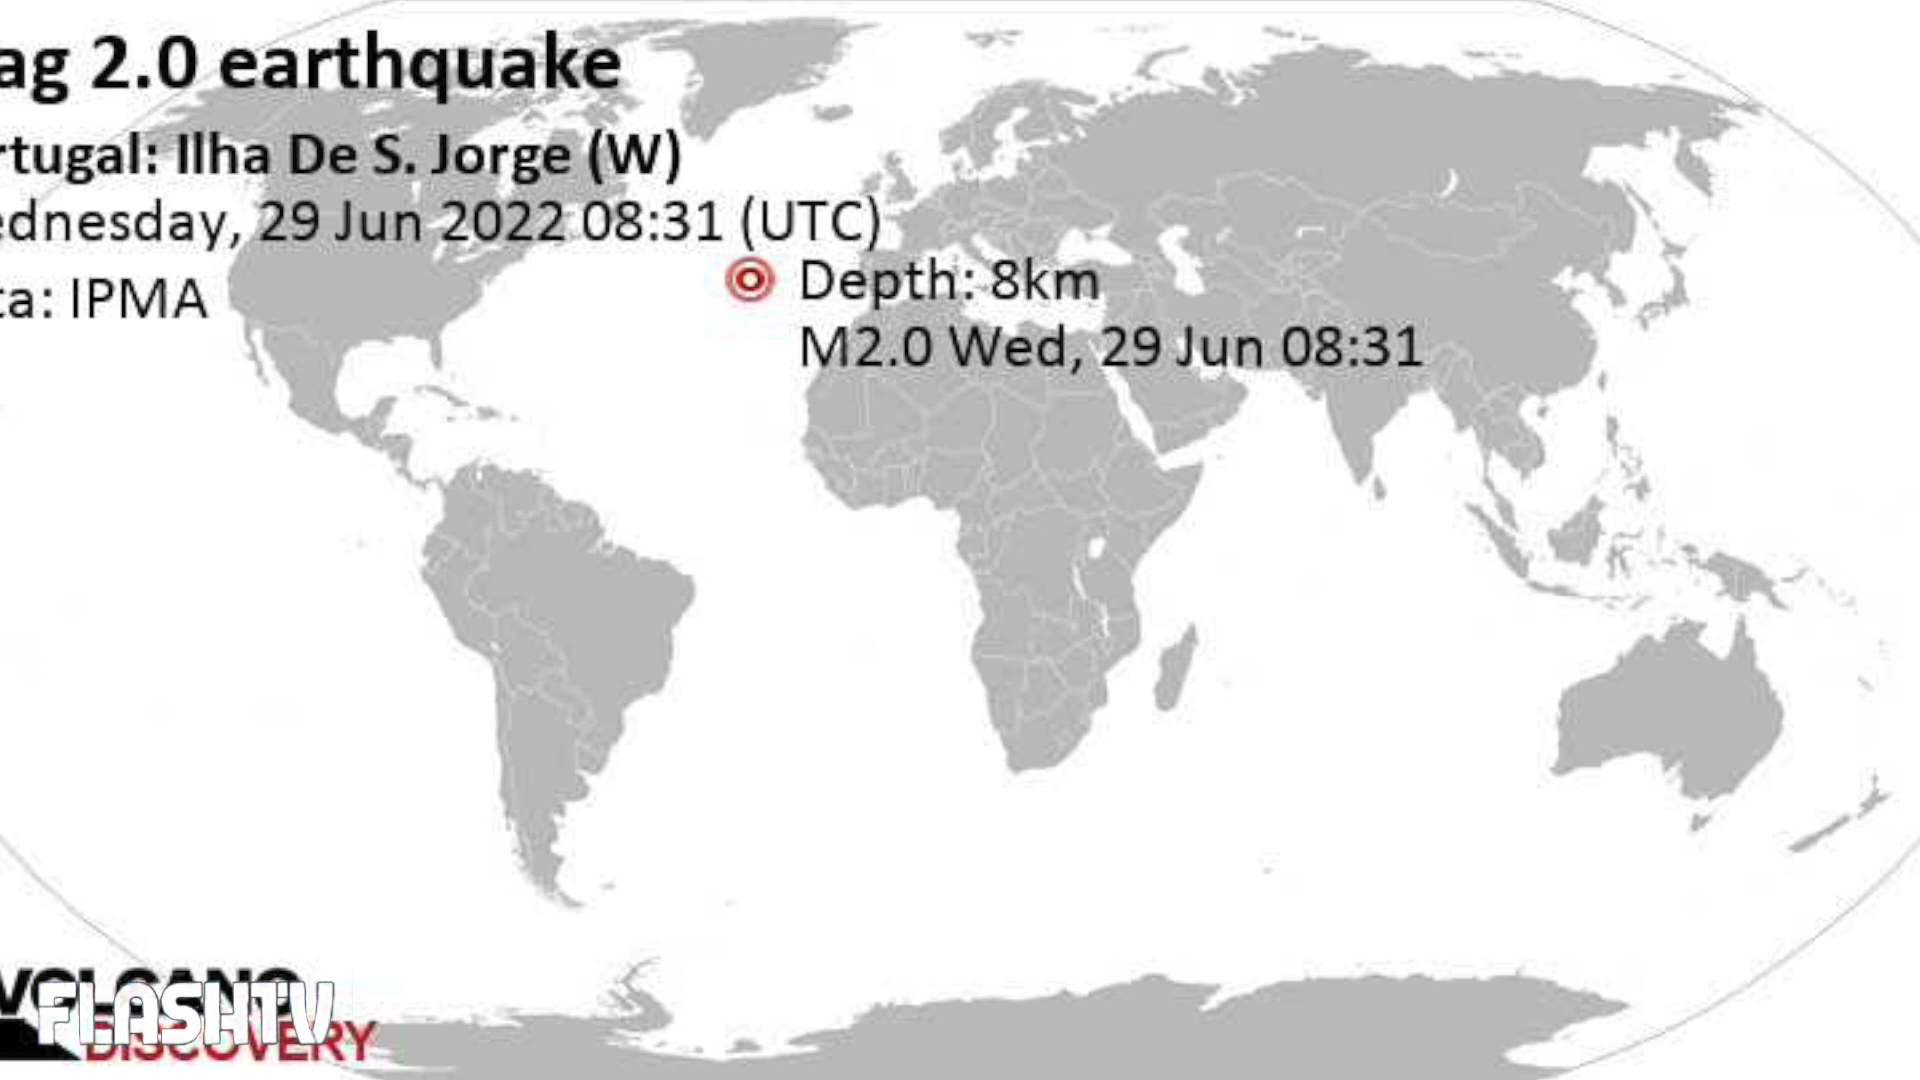 ag 2.0 earthquake
rtugal: Ilha De S. Jorge (W)
ednesday, 29 Jun 2022 08:31 (UTC)
ta: IPMA
Depth: 8km
M2.0 Wed, 29 Jun 08:31
VOLCANO
FLASHTV
DISCOVERY